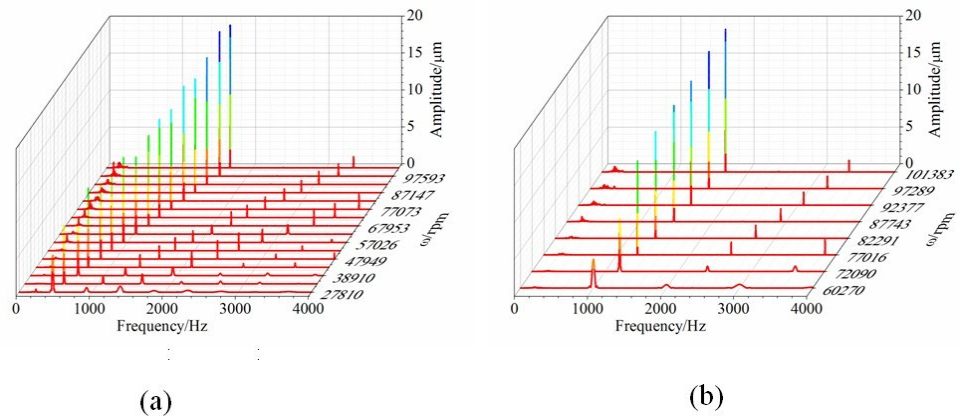 20
15
10
5
0
Amplitude/μm
97593
87147
77073
67953
57026
47949
38910
27810
ω/rpm
0 1000 2000 3000 4000
Frequency/Hz
(a)
20
15
10
5
0
Amplitude/μm
101383
97289
92377
87743
82291
77016
72090
60270
ω/rpm
0 1000 2000 3000 4000
Frequency/Hz
(b)